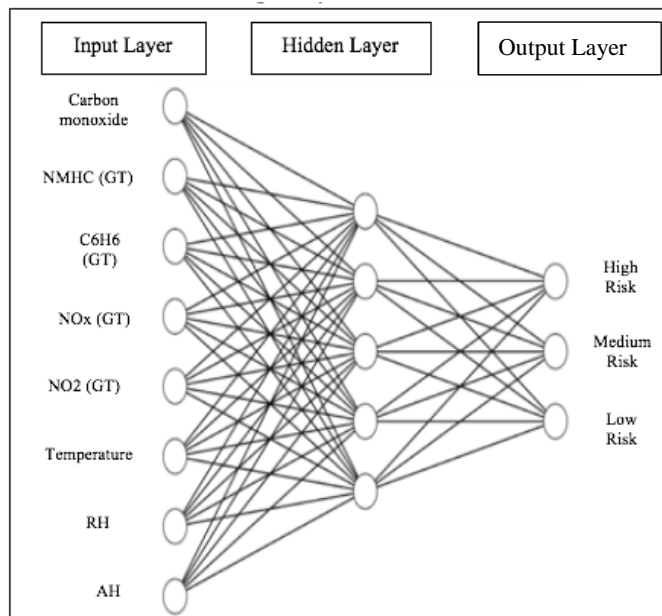 Input Layer
Hidden Layer
Output Layer
Carbon
monoxide
NMHC (GT)
C6H6
(GT)
NOx (GT)
NO2 (GT)
Temperature
RH
AH
High
Risk
Medium
Risk
Low
Risk